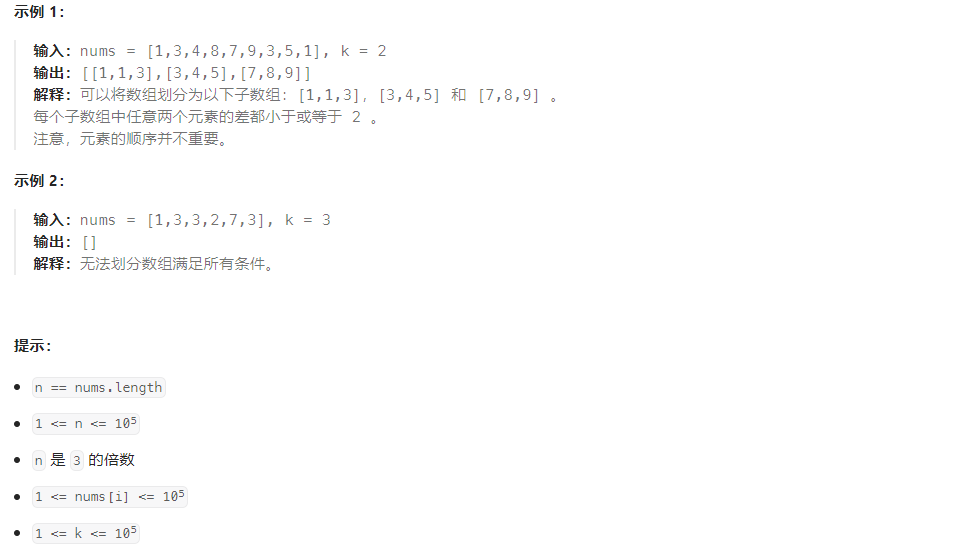 示例 1：
输入：nums = [1,3,4,8,7,9,3,5,1], k = 2
输出：[[1,1,3],[3,4,5],[7,8,9]]
解释：可以将数组划分为以下子数组：[1,1,3]，[3,4,5] 和 [7,8,9] 。
每个子数组中任意两个元素的差都小于或等于 2 。
注意，元素的顺序并不重要。
示例 2：
输入：nums = [1,3,3,2,7,3], k = 3
输出：[]
解释：无法划分数组满足所有条件。
提示：
• n == nums.length
• 1 <= n <= 10⁵
• n 是 3 的倍数
• 1 <= nums[i] <= 10⁵
• 1 <= k <= 10⁵